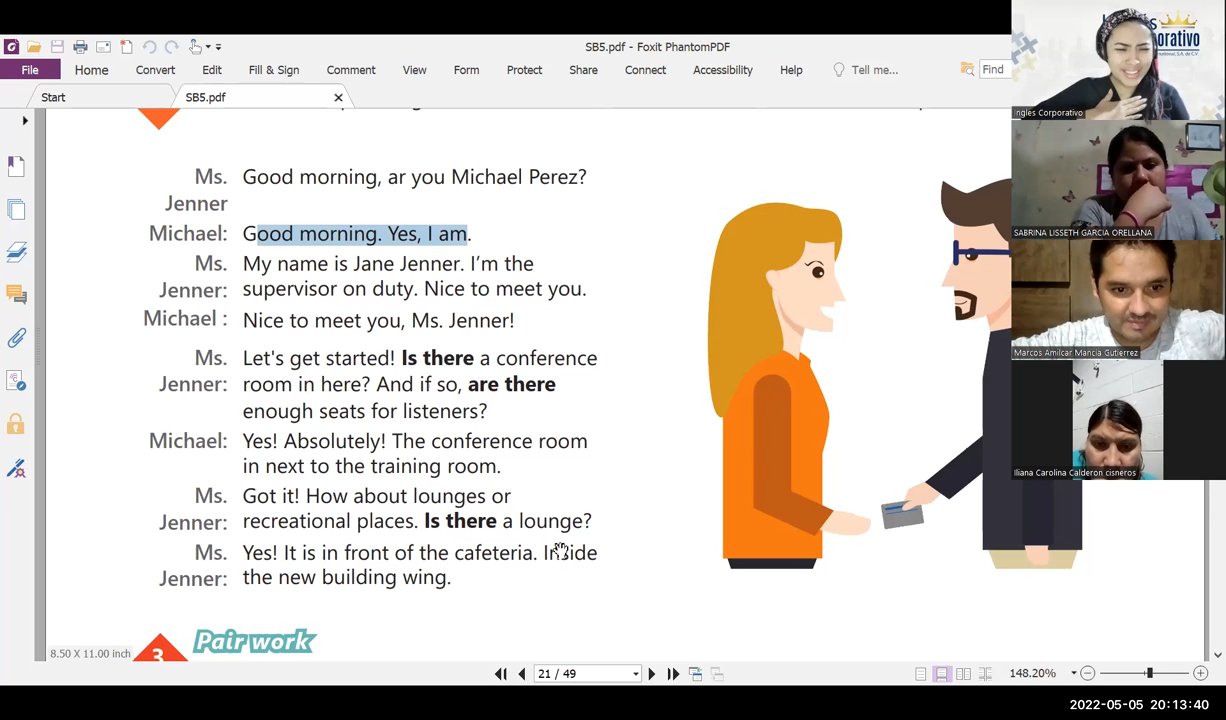 SB5.pdf - Foxit PhantomPDF
File Home Convert Edit Fill & Sign Comment View Form Protect Share Connect Accessibility Help Tell me... Find
Start SB5.pdf
Ms. Good morning, ar you Michael Perez?
Jenner
Michael: Good morning. Yes, I am.
Ms. My name is Jane Jenner. I'm the
Jenner: supervisor on duty. Nice to meet you.
Michael : Nice to meet you, Ms. Jenner!
Ms. Let's get started! Is there a conference
Jenner: room in here? And if so, are there
enough seats for listeners?
Michael: Yes! Absolutely! The conference room
in next to the training room.
Ms. Got it! How about lounges or
Jenner: recreational places. Is there a lounge?
Ms. Yes! It is in front of the cafeteria. Inside
Jenner: the new building wing.
3 Pair work
8.50 X 11.00 inch
21 / 49
148.20%
Ingles Corporativo
SABRINA LISSETH GARCIA ORELLANA
Marcos Amilcar Mancia Gutierrez
Iliana Carolina Calderon cisneros
2022-05-05 20:13:40